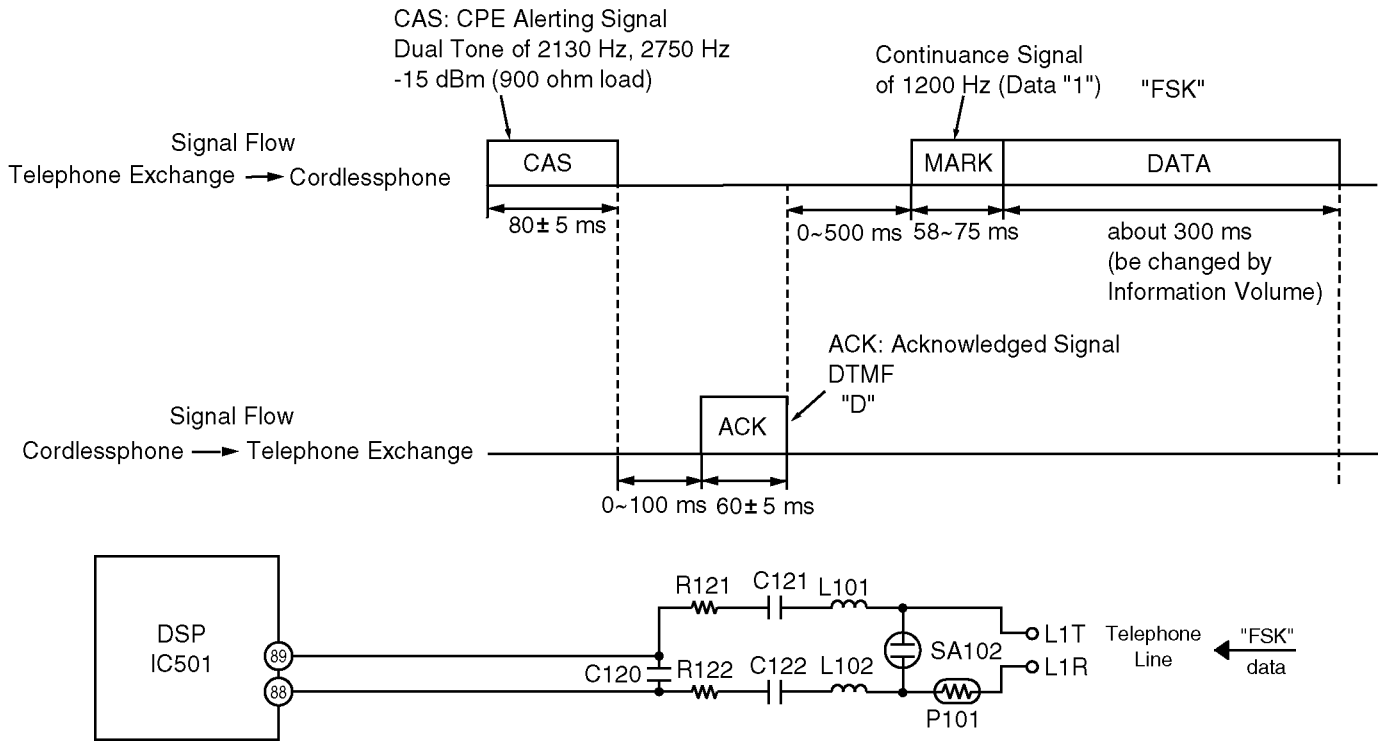 CAS: CPE Alerting Signal
Dual Tone of 2130 Hz, 2750 Hz
-15 dBm (900 ohm load)
Continuance Signal
of 1200 Hz (Data "1")
"FSK"
Signal Flow
Telephone Exchange
Cordlessphone
CAS
MARK
DATA
80± 5 ms
0~500 ms
58~75 ms
about 300 ms
(be changed by
Information Volume)
ACK: Acknowledged Signal
DTMF
"D"
Signal Flow
Cordlessphone
Telephone Exchange
ACK
0~100 ms
60± 5 ms
DSP
IC501
89
88
C120
R121
C121
L101
R122
C122
L102
SA102
P101
L1T
L1R
Telephone
Line
"FSK"
data